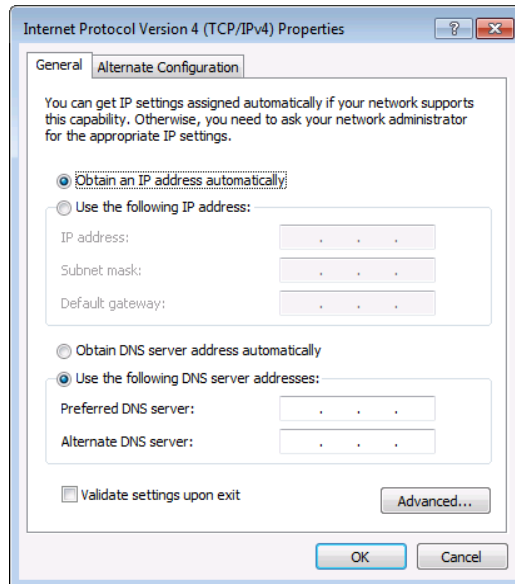 Internet Protocol Version 4 (TCP/IPv4) Properties
General
Alternate Configuration
You can get IP settings assigned automatically if your network supports
this capability. Otherwise, you need to ask your network administrator
for the appropriate IP settings.
Obtain an IP address automatically
Use the following IP address:
IP address:
Subnet mask:
Default gateway:
Obtain DNS server address automatically
Use the following DNS server addresses:
Preferred DNS server:
Alternate DNS server:
Validate settings upon exit
Advanced...
OK
Cancel